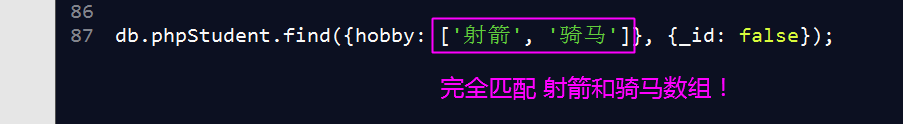 86
87 db.phpStudent.find({hobby: ['射箭', '骑马']}, {_id: false});
完全匹配 射箭和骑马数组！